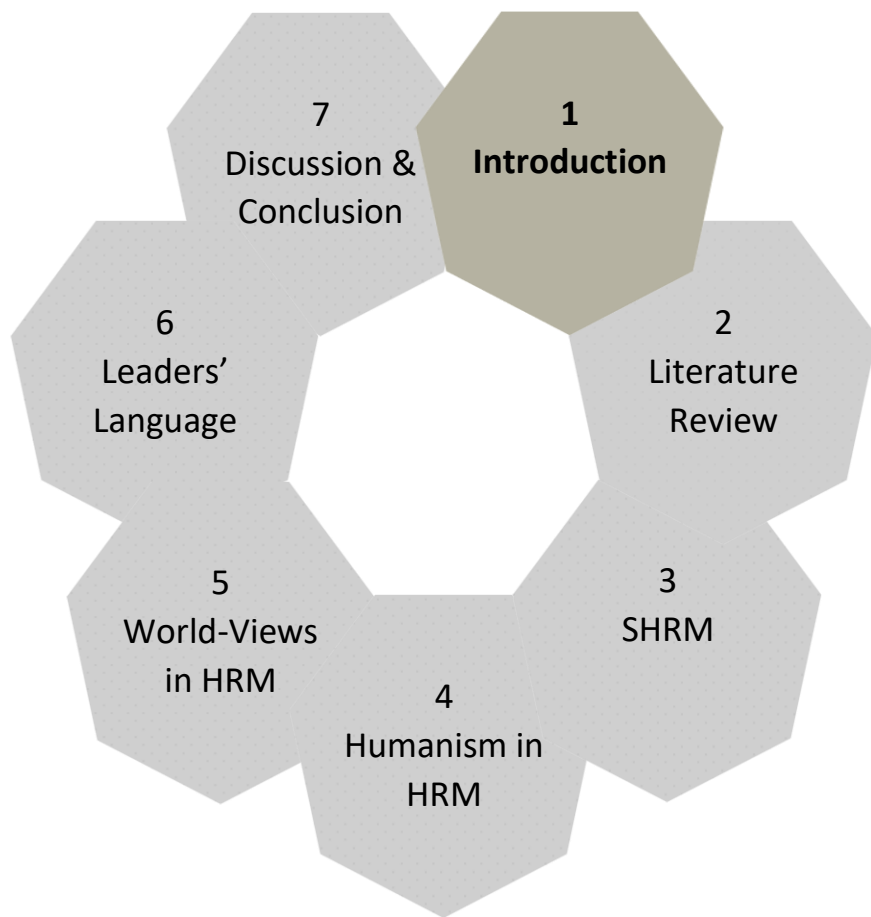 1
Introduction
2
Literature
Review
3
SHRM
4
Humanism in
HRM
5
World-Views
in HRM
6
Leaders’
Language
7
Discussion &
Conclusion